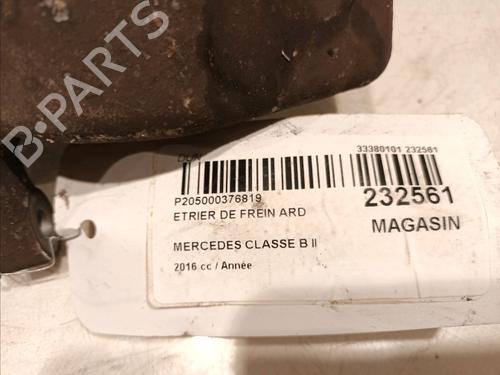 B-PARTS
33380101 232561
P205000376819
232561
ETRIER DE FREIN ARD
MAGASIN
MERCEDES CLASSE B II
2016 cc / Année